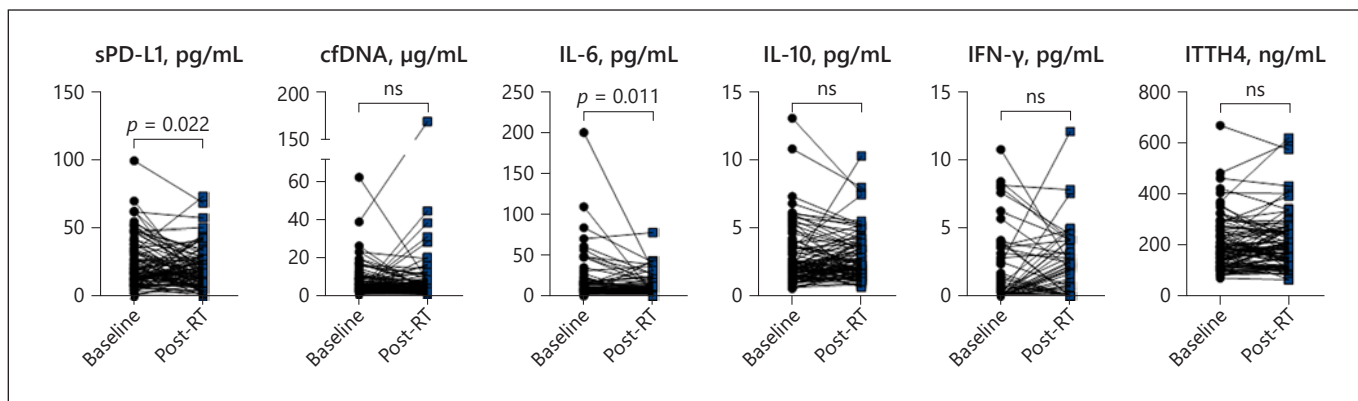 sPD-L1, pg/mL
150
100
50
0
p = 0.022
Baseline
Post-RT
cfDNA, μg/mL
200
150
60
40
20
0
ns
Baseline
Post-RT
IL-6, pg/mL
250
200
150
100
50
0
p = 0.011
Baseline
Post-RT
IL-10, pg/mL
15
10
5
0
ns
Baseline
Post-RT
IFN-γ, pg/mL
15
10
5
0
ns
Baseline
Post-RT
ITTH4, ng/mL
800
600
400
200
0
ns
Baseline
Post-RT